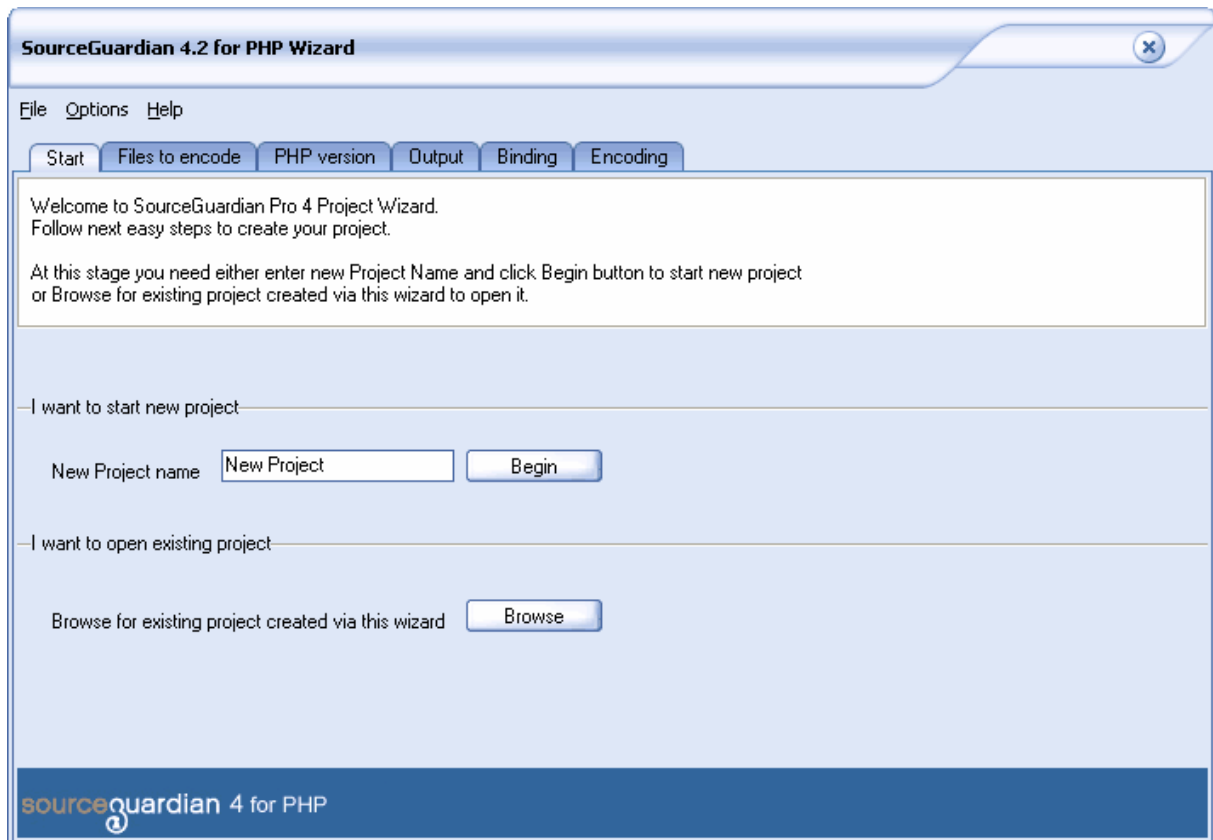 SourceGuardian 4.2 for PHP Wizard
File Options Help
Start Files to encode PHP version Output Binding Encoding
Welcome to SourceGuardian Pro 4 Project Wizard.
Follow next easy steps to create your project.
At this stage you need either enter new Project Name and click Begin button to start new project
or Browse for existing project created via this wizard to open it.
I want to start new project
New Project name New Project Begin
I want to open existing project
Browse for existing project created via this wizard Browse
sourceguardian 4 for PHP